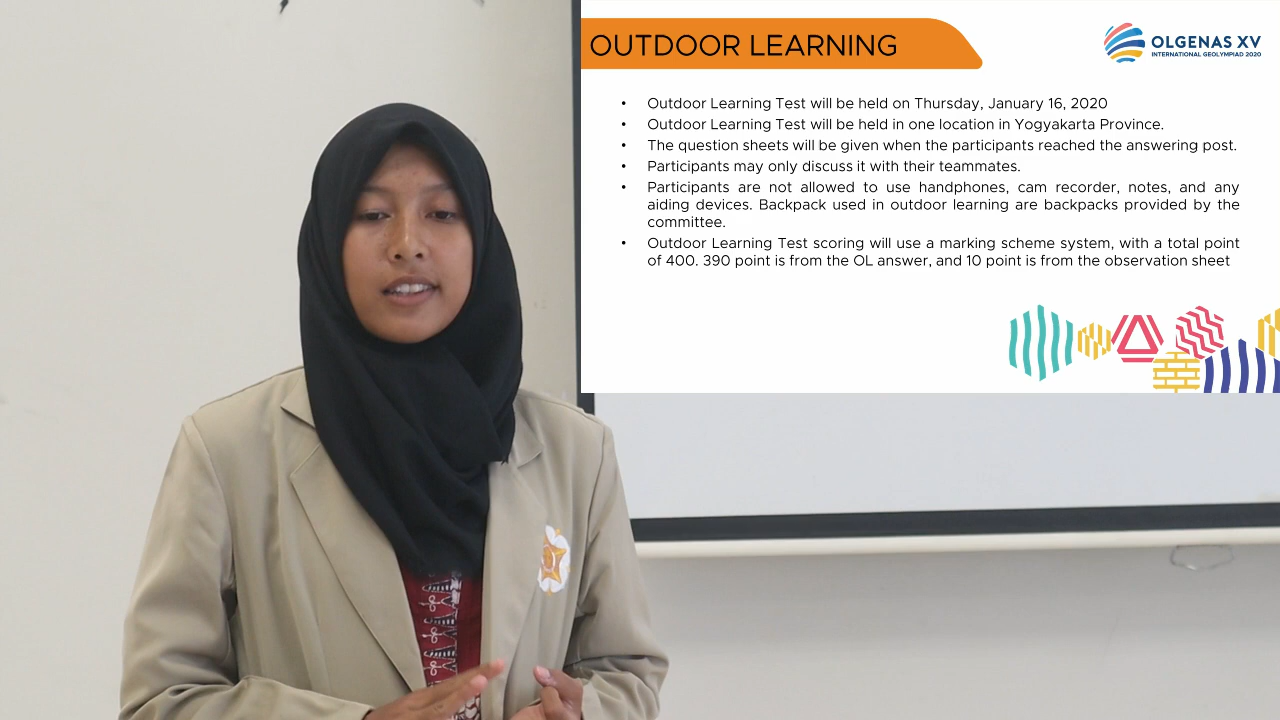 OUTDOOR LEARNING
OLGENAS XV
INTERNATIONAL GEOLYMPIAD 2020
• Outdoor Learning Test will be held on Thursday, January 16, 2020
• Outdoor Learning Test will be held in one location in Yogyakarta Province.
• The question sheets will be given when the participants reached the answering post.
• Participants may only discuss it with their teammates.
• Participants are not allowed to use handphones, cam recorder, notes, and any
aiding devices. Backpack used in outdoor learning are backpacks provided by the
committee.
• Outdoor Learning Test scoring will use a marking scheme system, with a total point
of 400. 390 point is from the OL answer, and 10 point is from the observation sheet